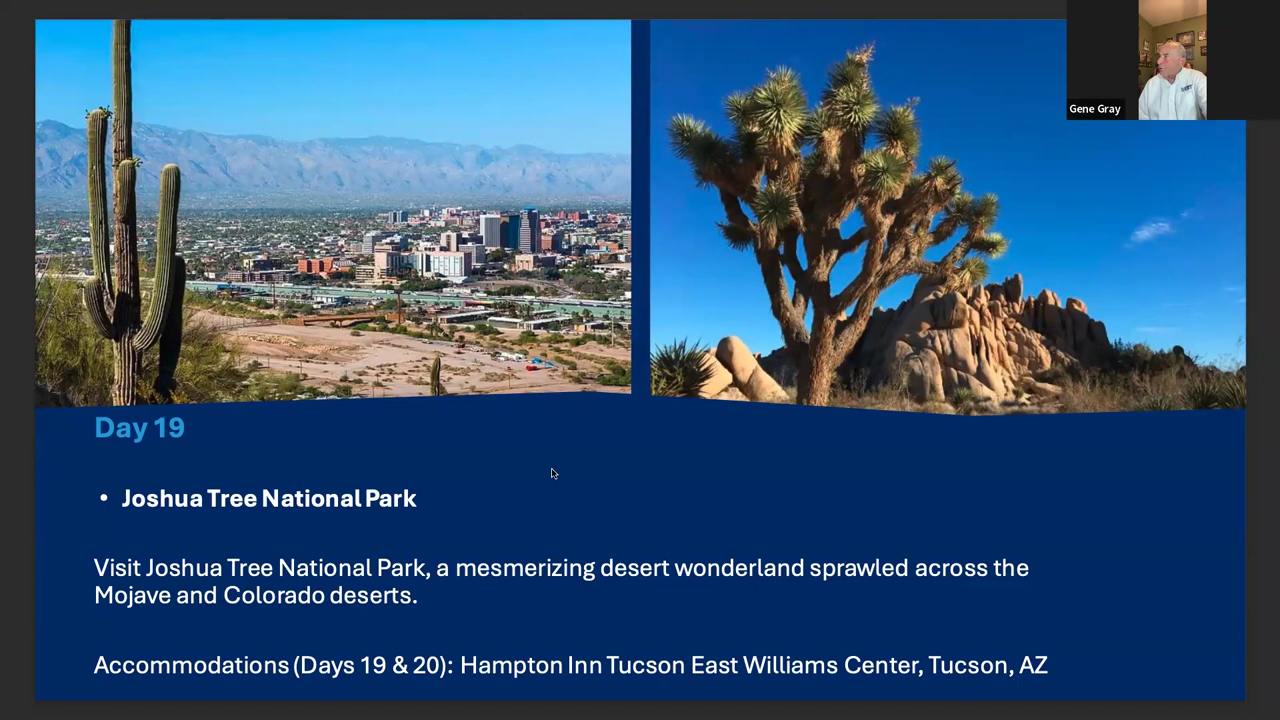 Gene Gray
Day 19
• Joshua Tree National Park
Visit Joshua Tree National Park, a mesmerizing desert wonderland sprawled across the
Mojave and Colorado deserts.
Accommodations (Days 19 & 20): Hampton Inn Tucson East Williams Center, Tucson, AZ